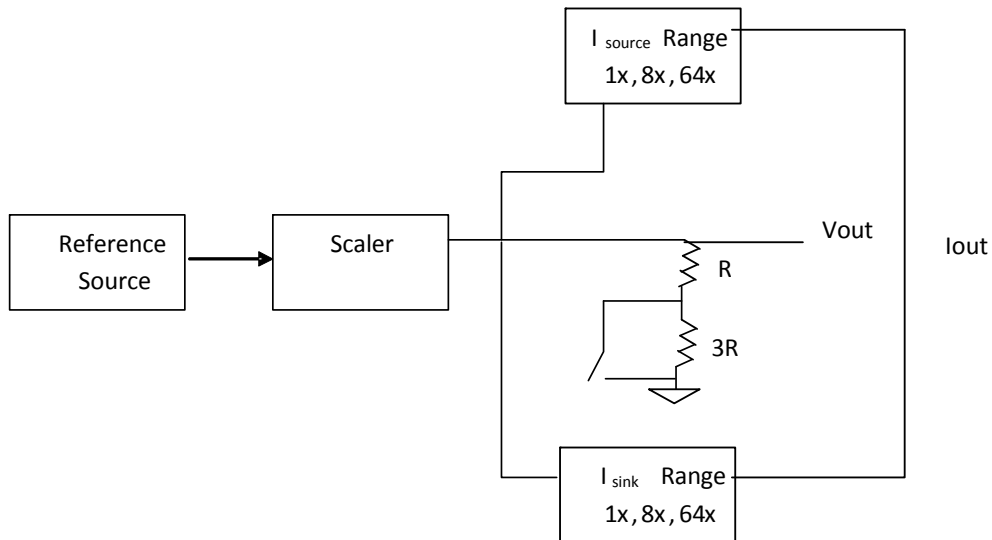 I source Range
1x, 8x, 64x
Reference
Source
Scaler
Vout
Iout
R
3R
I sink Range
1x, 8x, 64x